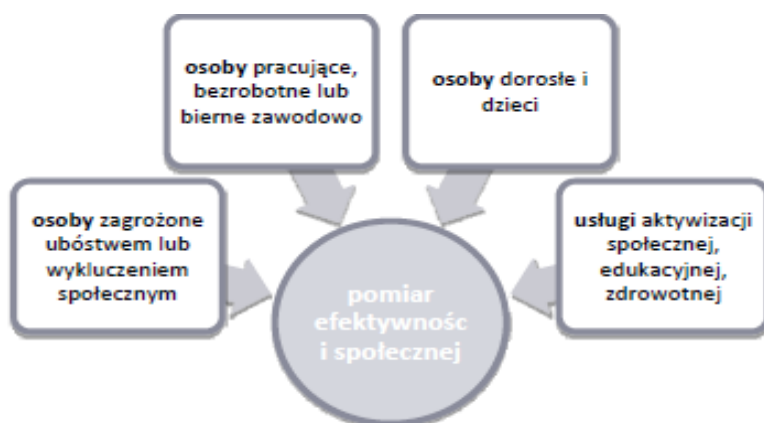 osoby pracujące,
bezrobotne lub
bierne zawodowo
osoby dorosłe i
dzieci
osoby zagrożone
ubóstwem lub
wykluczeniem
społecznym
usługi aktywizacji
społecznej,
edukacyjnej,
zdrowotnej
pomiar
efektywnośc
i społecznej